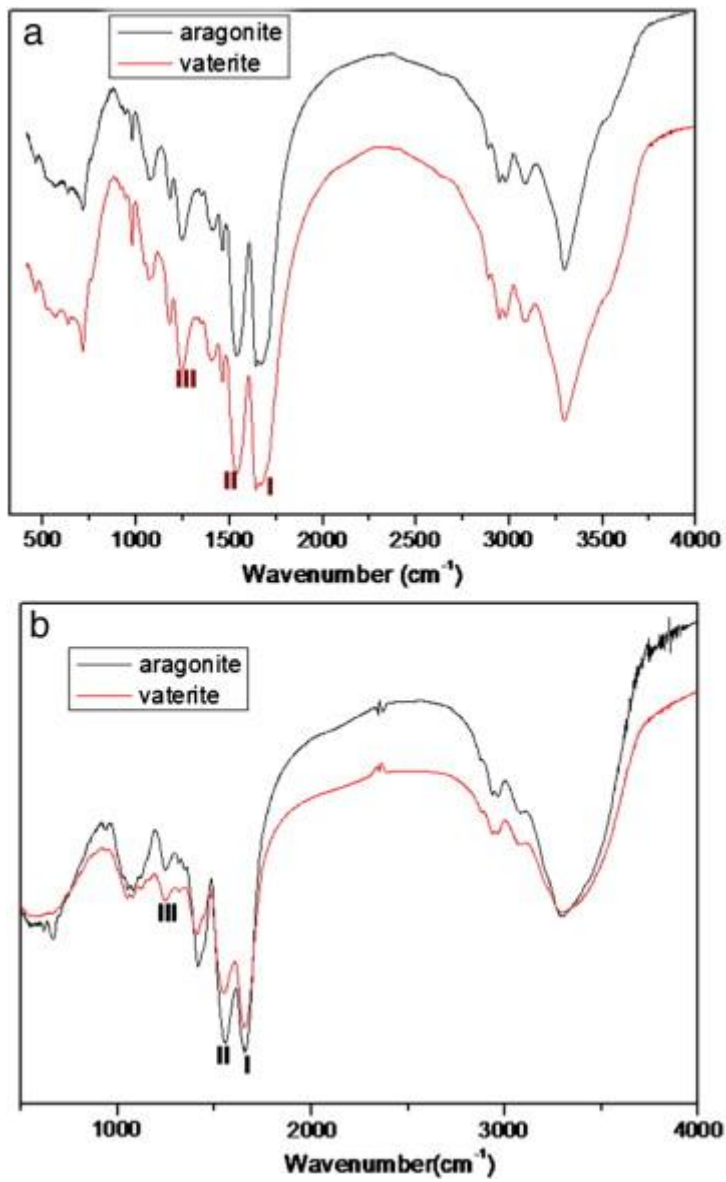 a
aragonite
vaterite
III
II
I
500 1000 1500 2000 2500 3000 3500 4000
Wavenumber (cm⁻¹)
b
aragonite
vaterite
III
II
I
1000 2000 3000 4000
Wavenumber(cm⁻¹)